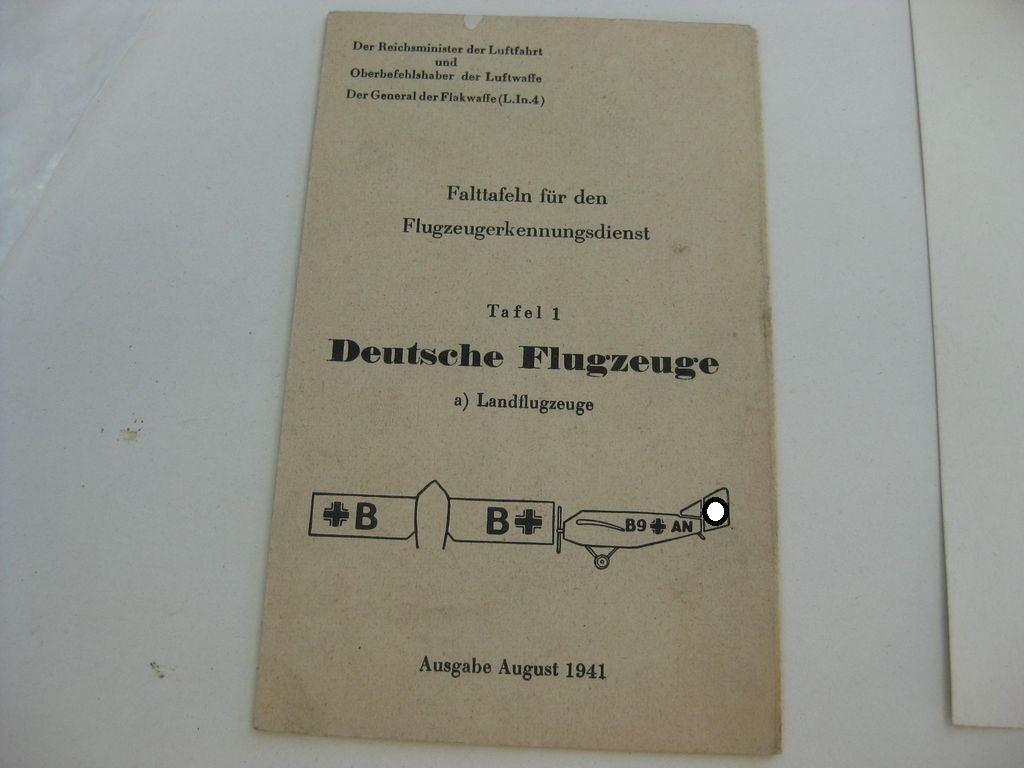 Der Reichsminister der Luftfahrt
und
Oberbefehlshaber der Luftwaffe
Der General der Flakwaffe (L.In.4)
Falttafeln für den
Flugzeugerkennungsdienst
Tafel 1
Deutsche Flugzeuge
a) Landflugzeuge
B B B9 AN
Ausgabe August 1941